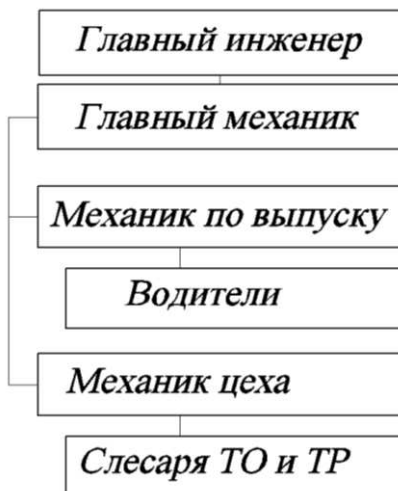 Главный инженер
Главный механик
Механик по выпуску
Водители
Механик цеха
Слесаря ТО и ТР